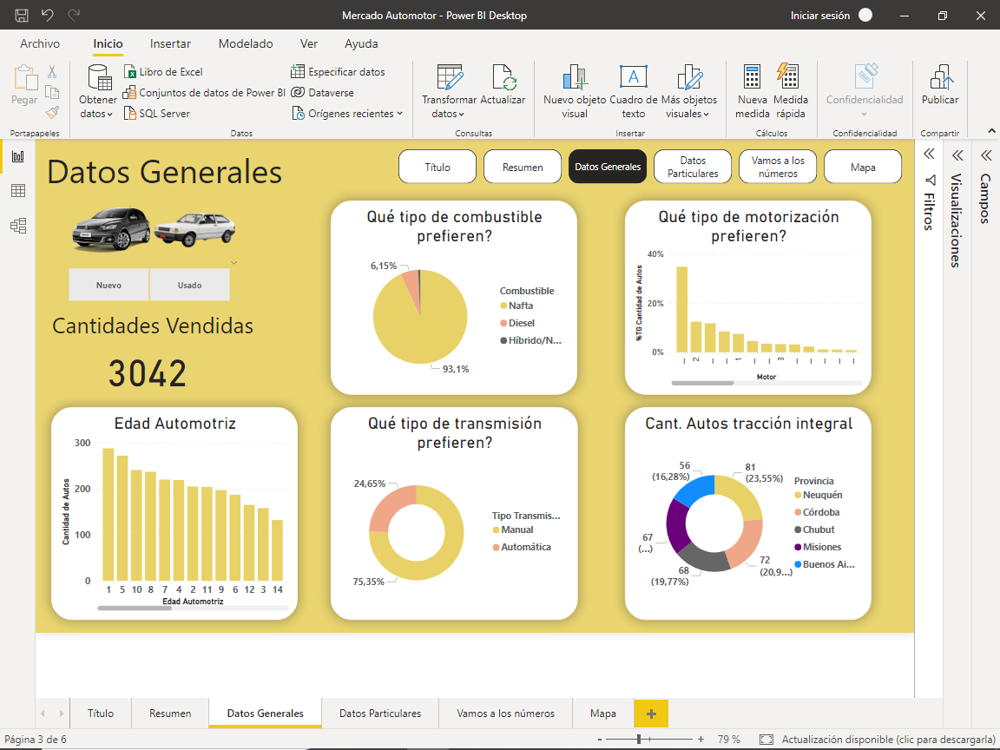 Mercado Automotor - Power BI Desktop
Iniciar sesión
Archivo
Inicio
Insertar
Modelado
Ver
Ayuda
Pegar
Portapapeles
Obtener
datos
Libro de Excel
Conjuntos de datos de Power BI
SQL Server
Especificar datos
Dataverse
Orígenes recientes
Datos
Transformar
datos
Actualizar
Consultas
Nuevo objeto
visual
Cuadro de
texto
Más objetos
visuales
Insertar
Nueva
medida
Medida
rápida
Cálculos
Confidencialidad
Confidencialidad
Publicar
Compartir
Datos Generales
Título
Resumen
Datos Generales
Datos
Particulares
Vamos a los
números
Mapa
Filtros
Visualizaciones
Campos
Nuevo
Usado
Cantidades Vendidas
3042
Qué tipo de combustible
prefieren?
6,15%
93,1%
Combustible
Nafta
Diesel
Híbrido/N...
Qué tipo de motorización
prefieren?
%TG Cantidad de Autos
40%
20%
0%
2
1
3
Motor
Edad Automotriz
Cantidad de Autos
300
200
100
0
1 5 10 8 7 4 2 11 9 6 12 3 14
Edad Automotriz
Qué tipo de transmisión
prefieren?
24,65%
75,35%
Tipo Transmis...
Manual
Automática
Cant. Autos tracción integral
56
(16,28%)
81
(23,55%)
67
(...)
68
(19,77%)
72
(20,9...)
Provincia
Neuquén
Córdoba
Chubut
Misiones
Buenos Ai...
Título
Resumen
Datos Generales
Datos Particulares
Vamos a los números
Mapa
+
Página 3 de 6
- + 79 %
Actualización disponible (clic para descargarla)